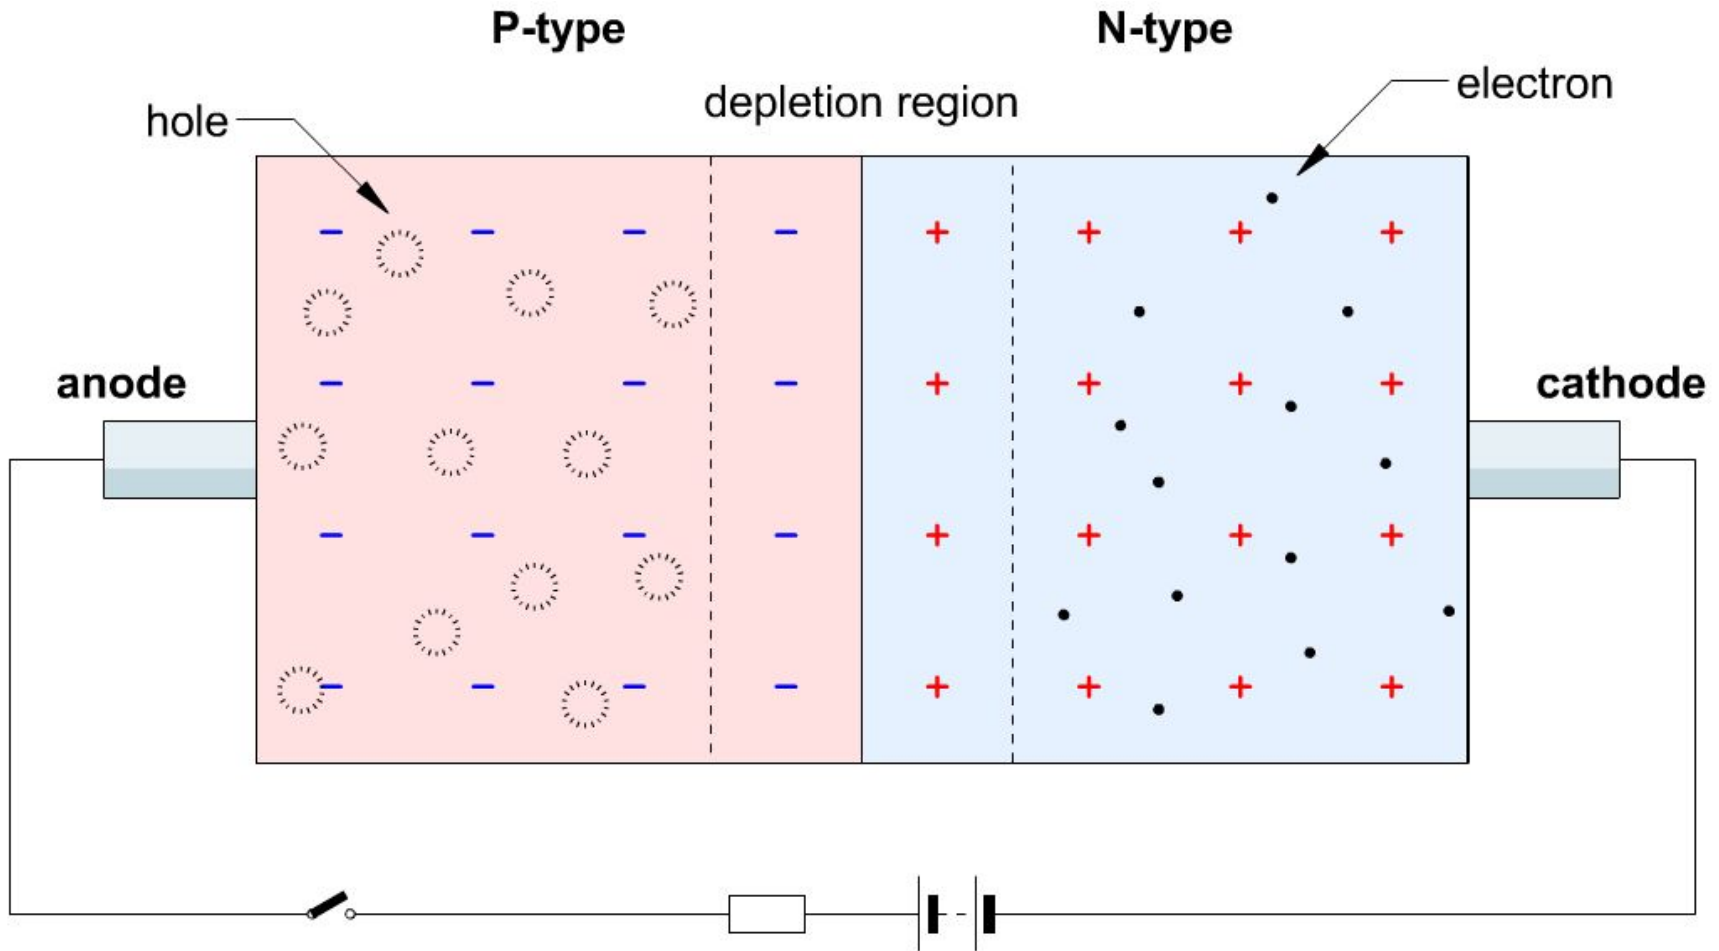 P-type
N-type
depletion region
electron
hole
anode
cathode